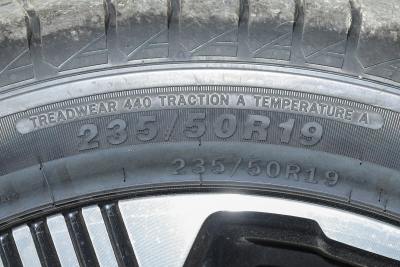 TREADWEAR 440 TRACTION A TEMPERATURE A
235/50R19
235/50R19